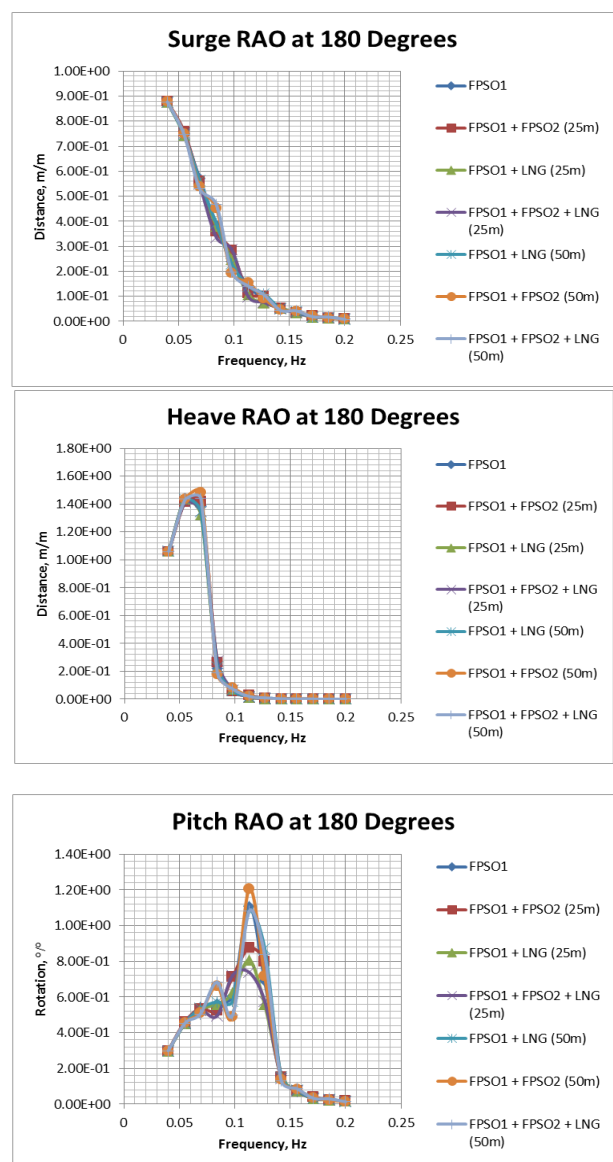 Surge RAO at 180 Degrees
1.00E+00
9.00E-01
8.00E-01
7.00E-01
6.00E-01
5.00E-01
4.00E-01
3.00E-01
2.00E-01
1.00E-01
0.00E+00
Distance, m/m
0 0.05 0.1 0.15 0.2 0.25
Frequency, Hz
FPSO1
FPSO1 + FPSO2 (25m)
FPSO1 + LNG (25m)
FPSO1 + FPSO2 + LNG
(25m)
FPSO1 + LNG (50m)
FPSO1 + FPSO2 (50m)
FPSO1 + FPSO2 + LNG
(50m)
Heave RAO at 180 Degrees
1.80E+00
1.60E+00
1.40E+00
1.20E+00
1.00E+00
8.00E-01
6.00E-01
4.00E-01
2.00E-01
0.00E+00
Distance, m/m
0 0.05 0.1 0.15 0.2 0.25
Frequency, Hz
FPSO1
FPSO1 + FPSO2 (25m)
FPSO1 + LNG (25m)
FPSO1 + FPSO2 + LNG
(25m)
FPSO1 + LNG (50m)
FPSO1 + FPSO2 (50m)
FPSO1 + FPSO2 + LNG
(50m)
Pitch RAO at 180 Degrees
1.40E+00
1.20E+00
1.00E+00
8.00E-01
6.00E-01
4.00E-01
2.00E-01
0.00E+00
Rotation, °/°
0 0.05 0.1 0.15 0.2 0.25
Frequency, Hz
FPSO1
FPSO1 + FPSO2 (25m)
FPSO1 + LNG (25m)
FPSO1 + FPSO2 + LNG
(25m)
FPSO1 + LNG (50m)
FPSO1 + FPSO2 (50m)
FPSO1 + FPSO2 + LNG
(50m)